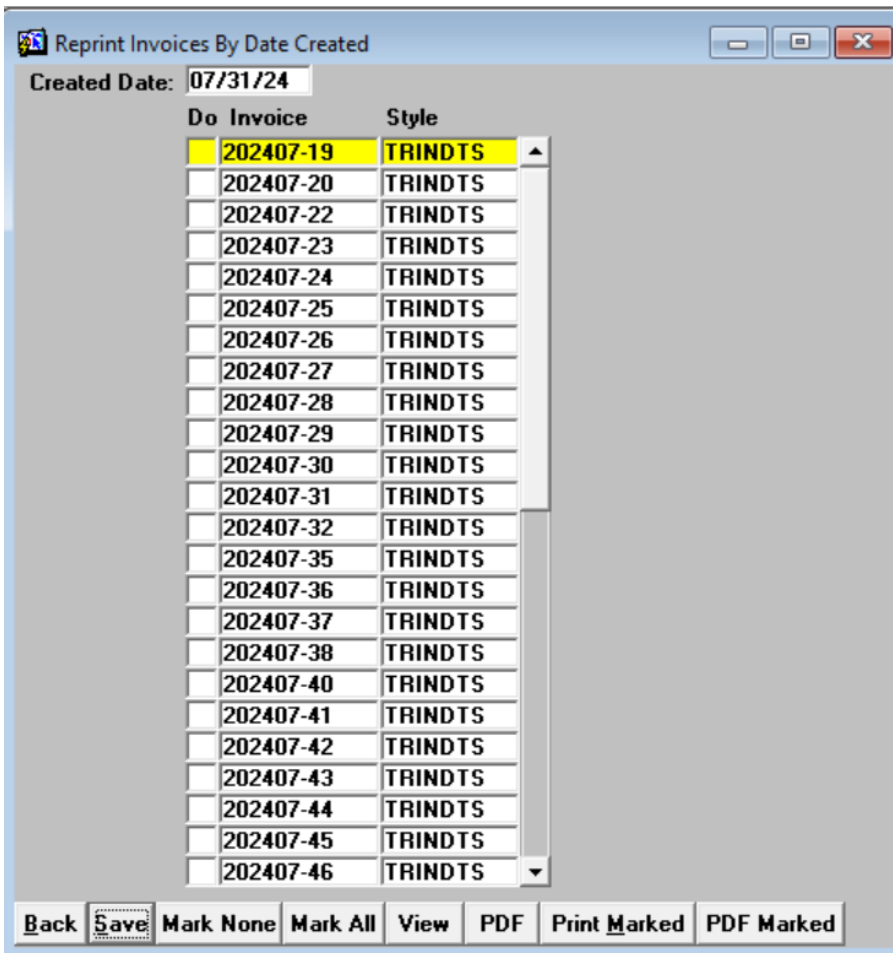 Reprint Invoices By Date Created
Created Date: 07/31/24
Do Invoice Style
202407-19 TRINDTS
202407-20 TRINDTS
202407-22 TRINDTS
202407-23 TRINDTS
202407-24 TRINDTS
202407-25 TRINDTS
202407-26 TRINDTS
202407-27 TRINDTS
202407-28 TRINDTS
202407-29 TRINDTS
202407-30 TRINDTS
202407-31 TRINDTS
202407-32 TRINDTS
202407-35 TRINDTS
202407-36 TRINDTS
202407-37 TRINDTS
202407-38 TRINDTS
202407-40 TRINDTS
202407-41 TRINDTS
202407-42 TRINDTS
202407-43 TRINDTS
202407-44 TRINDTS
202407-45 TRINDTS
202407-46 TRINDTS
Back Save Mark None Mark All View PDF Print Marked PDF Marked